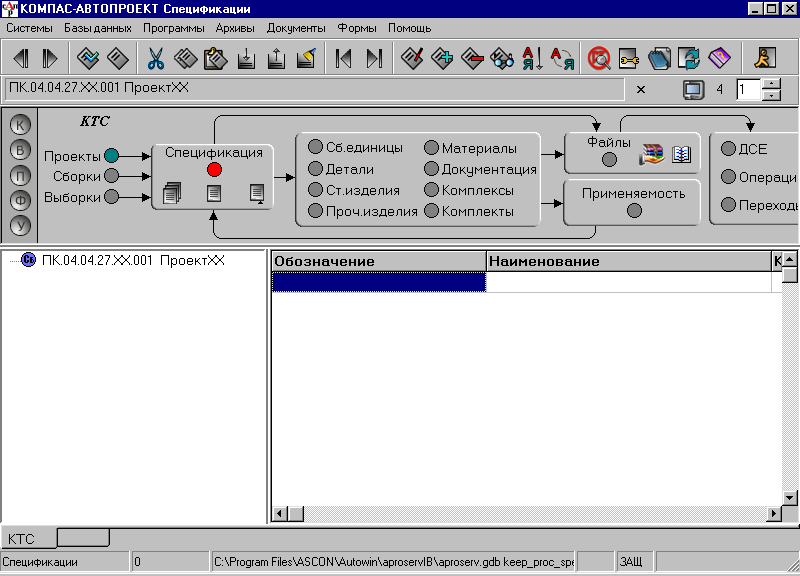 КОМПАС-АВТОПРОЕКТ Спецификации
Системы Базы данных Программы Архивы Документы Формы Помощь
ПК.04.04.27.XX.001 ПроектXX
4 1
КТС
К
В
П
Ф
У
Проекты
Сборки
Выборки
Спецификация
Сб.единицы
Детали
Ст.изделия
Проч.изделия
Материалы
Документация
Комплексы
Комплекты
Файлы
Применяемость
ДСЕ
Операци
Переходы
Сб ПК.04.04.27.XX.001 ПроектXX
Обозначение Наименование К
КТС
Спецификации 0 C:\Program Files\ASCON\Autowin\aproservIB\aproserv.gdb keep_proc_spe ЗАЩ